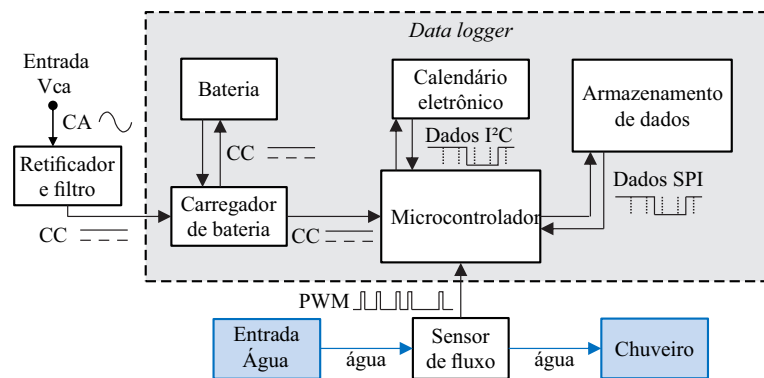 Data logger
Entrada
Vca
CA
Retificador
e filtro
CC
Bateria
CC
Carregador
de bateria
CC
Calendário
eletrônico
Dados I²C
Microcontrolador
Armazenamento
de dados
Dados SPI
PWM
Entrada
Água
água
Sensor
de fluxo
água
Chuveiro